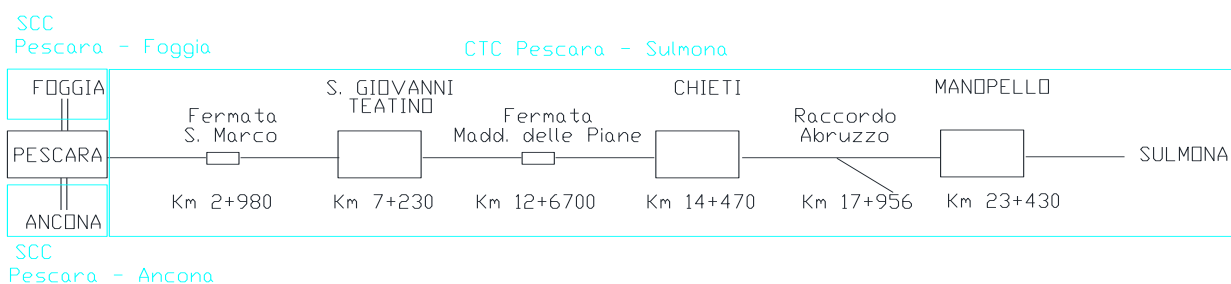 SCC
Pescara - Foggia
CTC Pescara - Sulmona
FOGGIA
S. GIOVANNI
TEATINO
CHIETI
MANOPELLO
Fermata
S. Marco
Fermata
Madd. delle Piane
Raccordo
Abruzzo
PESCARA
SULMONA
Km 2+980
Km 7+230
Km 12+6700
Km 14+470
Km 17+956
Km 23+430
ANCONA
SCC
Pescara - Ancona